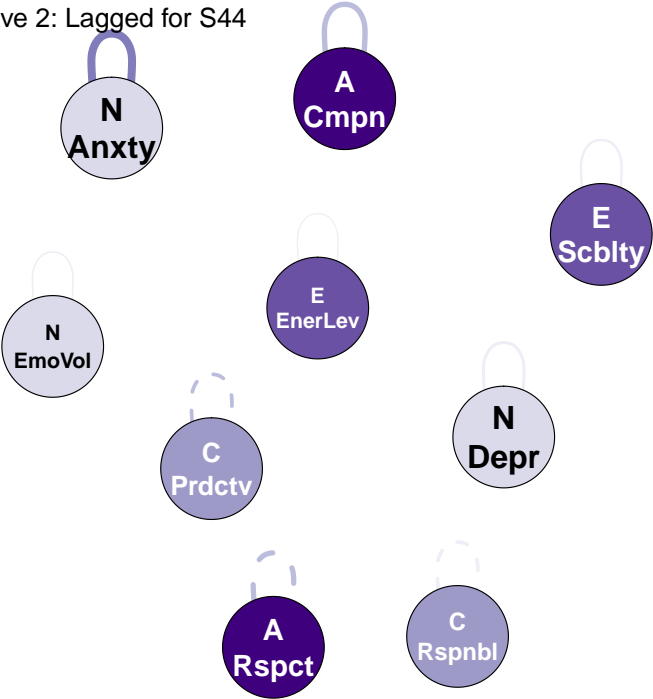 ve 2: Lagged for S44
N
Anxty
A
Cmpn
E
Scblty
E
EnerLev
N
EmoVol
N
Depr
C
Prdctv
A
Rspct
C
Rspnbl